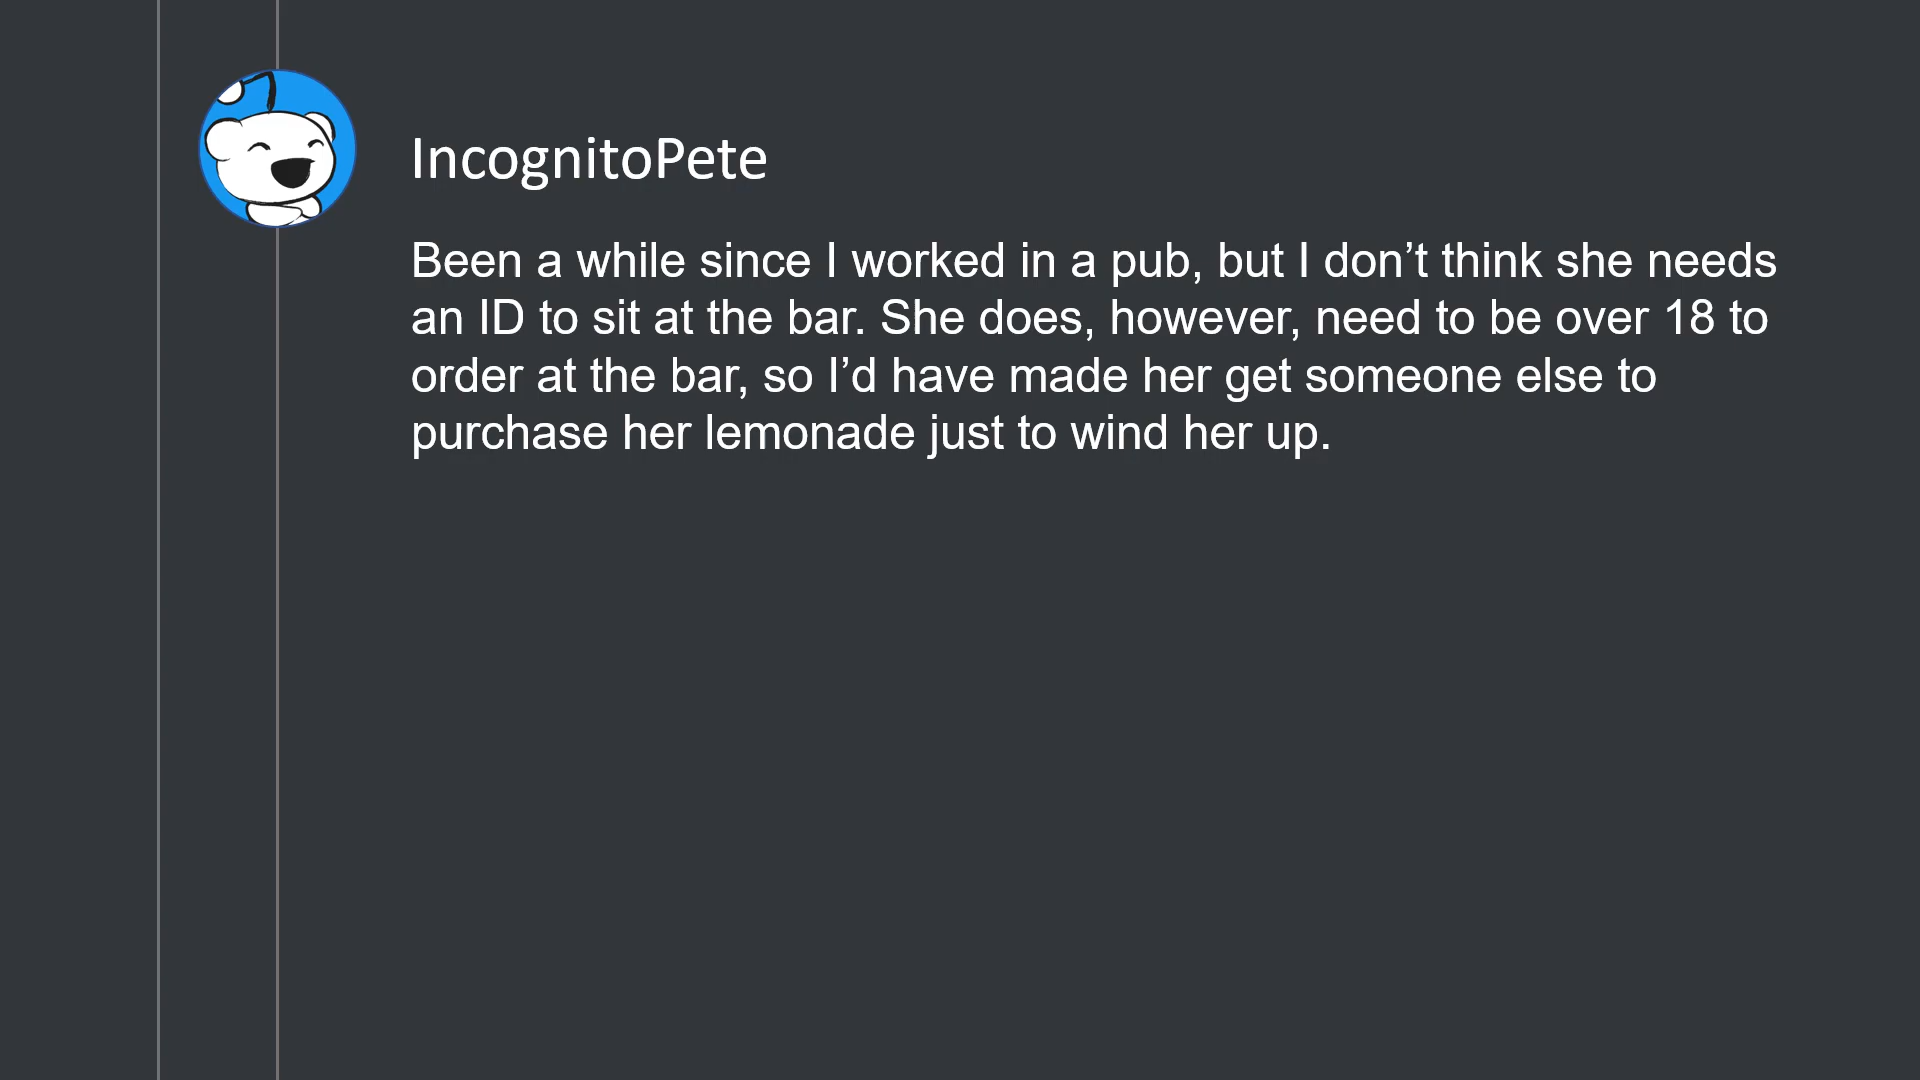 IncognitoPete
Been a while since I worked in a pub, but I don’t think she needs
an ID to sit at the bar. She does, however, need to be over 18 to
order at the bar, so I’d have made her get someone else to
purchase her lemonade just to wind her up.